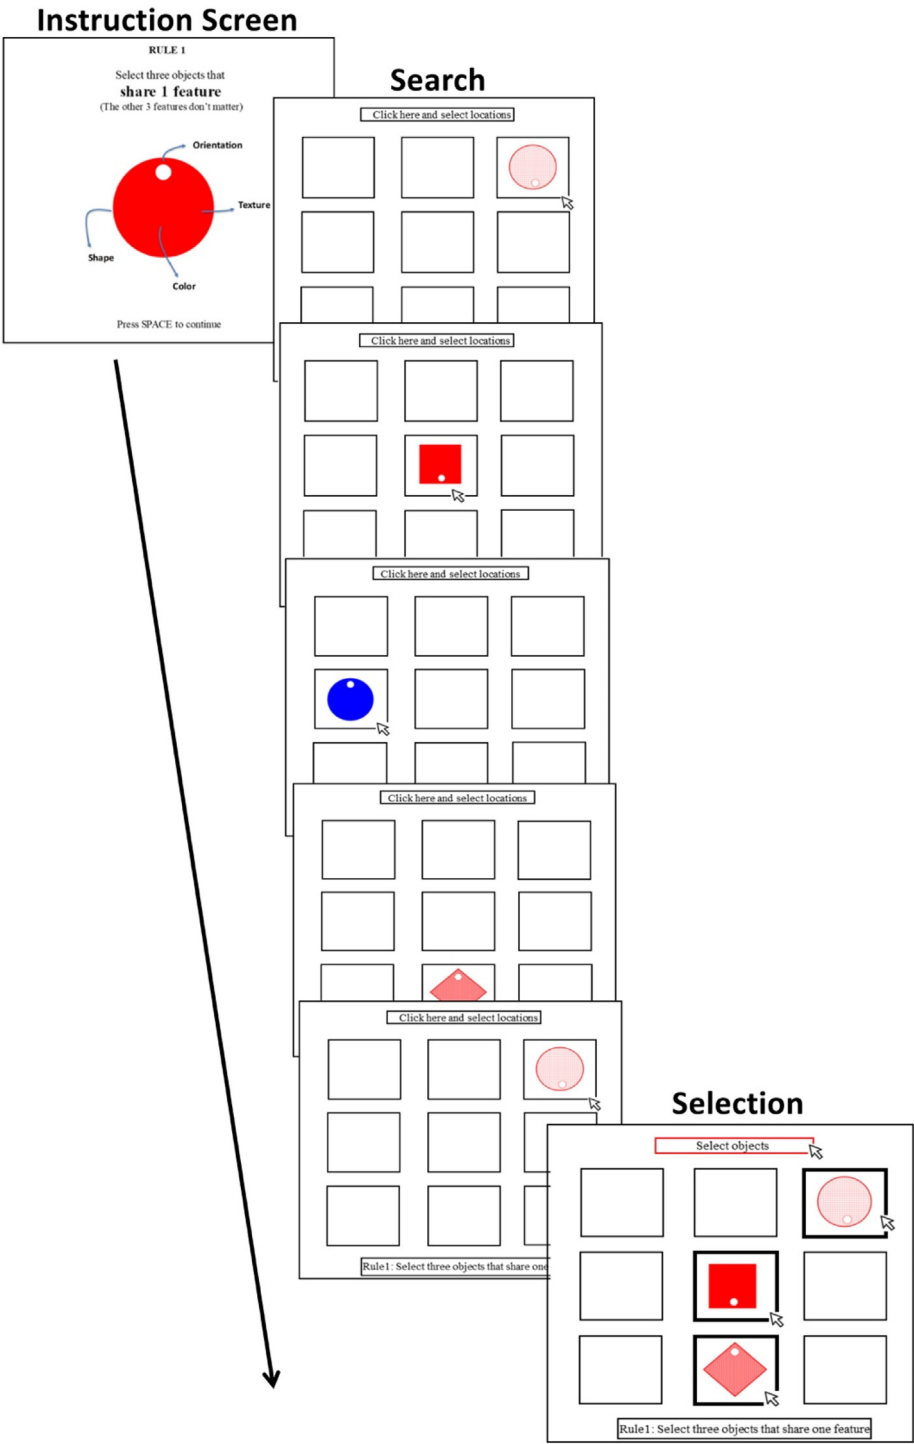 Instruction Screen
RULE 1
Select three objects that
share 1 feature
(The other 3 features don't matter)
Orientation
Texture
Shape
Color
Press SPACE to continue
Search
Click here and select locations
Click here and select locations
Click here and select locations
Click here and select locations
Click here and select locations
Rule1: Select three objects that share one
Selection
Select objects
Rule1: Select three objects that share one feature